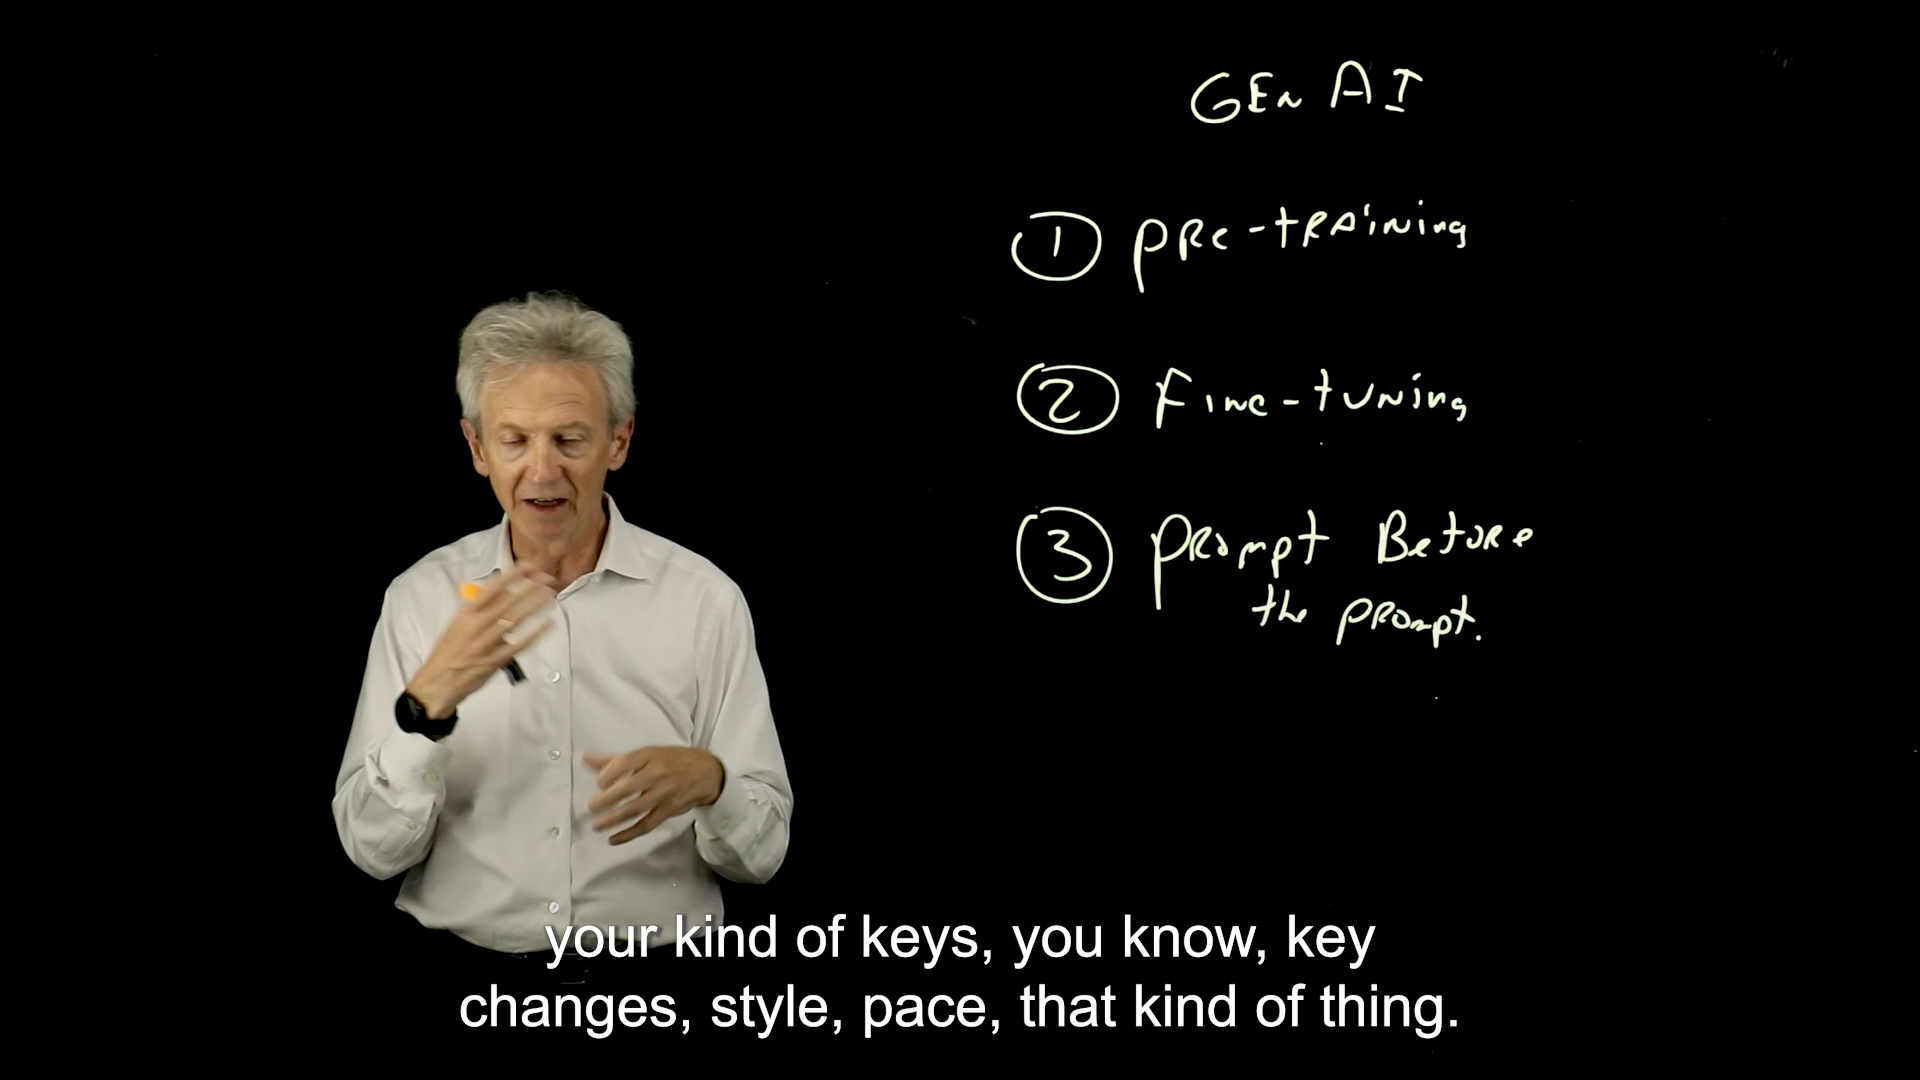 GEN AI
1 PRE-TRAINING
2 FINE-TUNING
3 PROMPT BEFORE
the PROMPT.
your kind of keys, you know, key
changes, style, pace, that kind of thing.